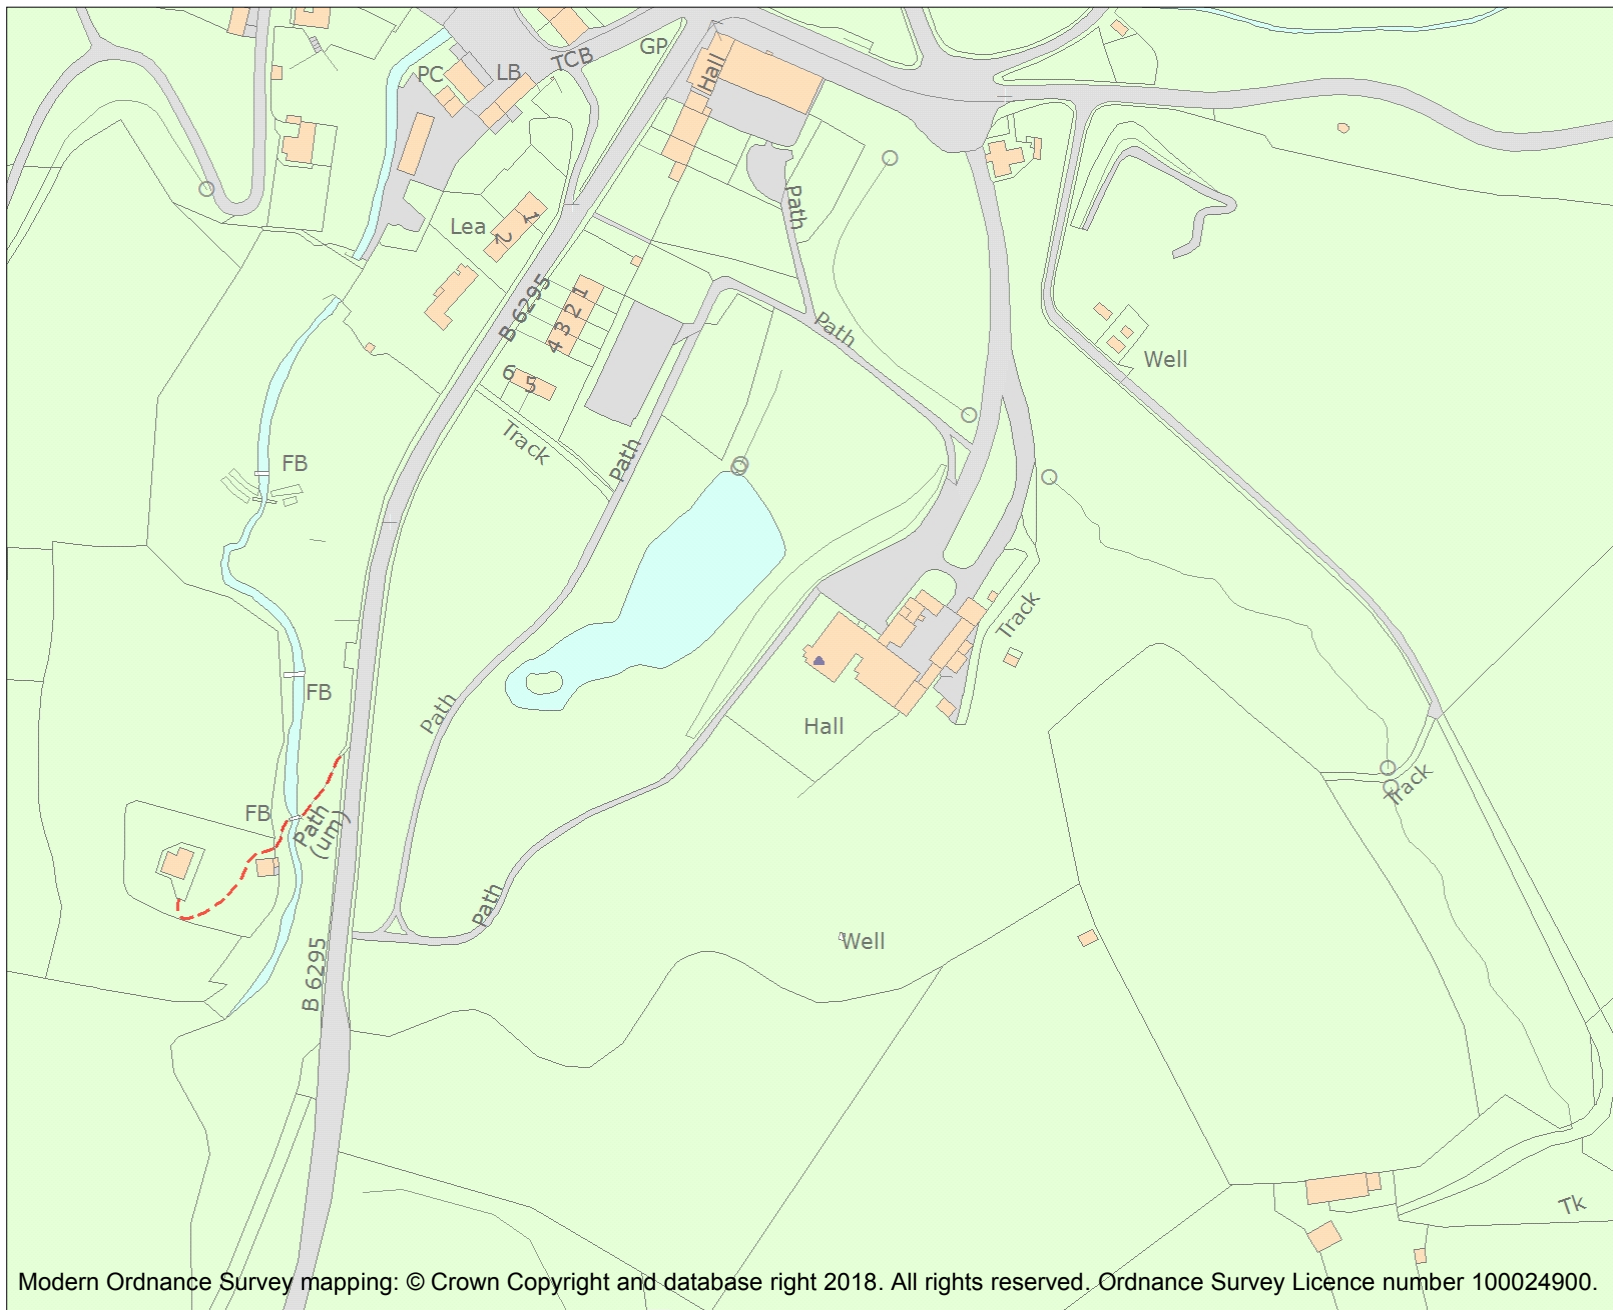 GP
TCB
Hall
PC
LB
Path
Lea
1
2
B 6295
1
2
3
4
Path
Well
6
5
Track
Path
FB
Track
FB
Path
Hall
Track
FB
Path
(um)
Path
Well
B 6295
Tk
Modern Ordnance Survey mapping: © Crown Copyright and database right 2018. All rights reserved. Ordnance Survey Licence number 100024900.